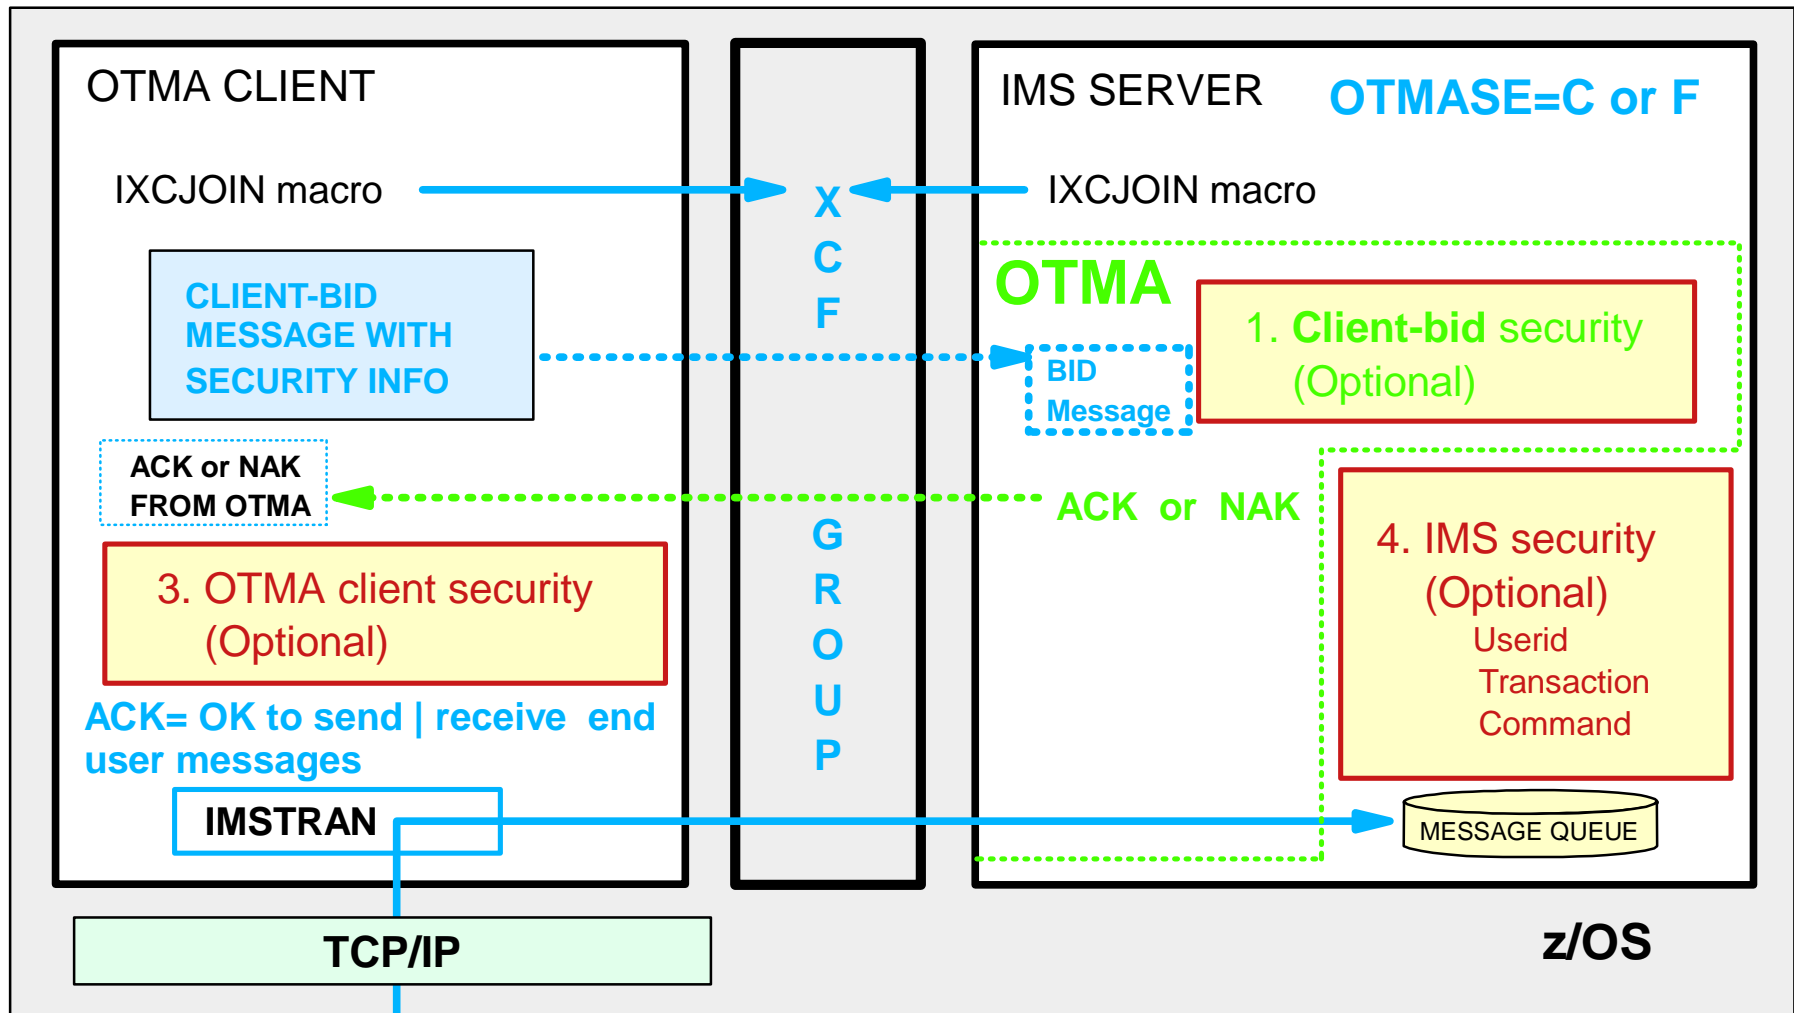 OTMA CLIENT
IXCJOIN macro
CLIENT-BID
MESSAGE WITH
SECURITY INFO
ACK or NAK
FROM OTMA
3. OTMA client security
(Optional)
ACK= OK to send | receive end
user messages
IMSTRAN
TCP/IP
X
C
F
G
R
O
U
P
IMS SERVER
OTMASE=C or F
IXCJOIN macro
OTMA
1. Client-bid security
(Optional)
BID
Message
ACK or NAK
4. IMS security
(Optional)
Userid
Transaction
Command
MESSAGE QUEUE
z/OS